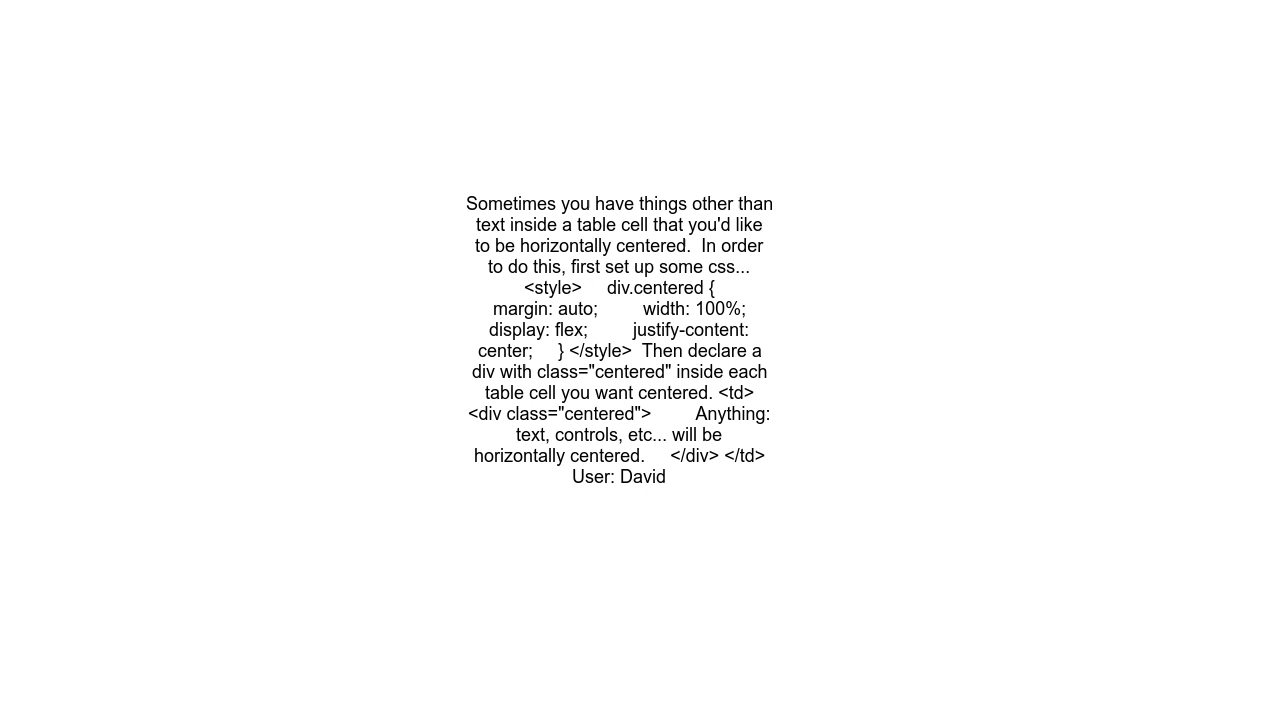 Sometimes you have things other than
text inside a table cell that you'd like
to be horizontally centered.  In order
to do this, first set up some css...
<style>     div.centered {
margin: auto;         width: 100%;
display: flex;         justify-content:
center;     } </style>  Then declare a
div with class="centered" inside each
table cell you want centered. <td>
<div class="centered">         Anything:
text, controls, etc... will be
horizontally centered.     </div> </td>
User: David